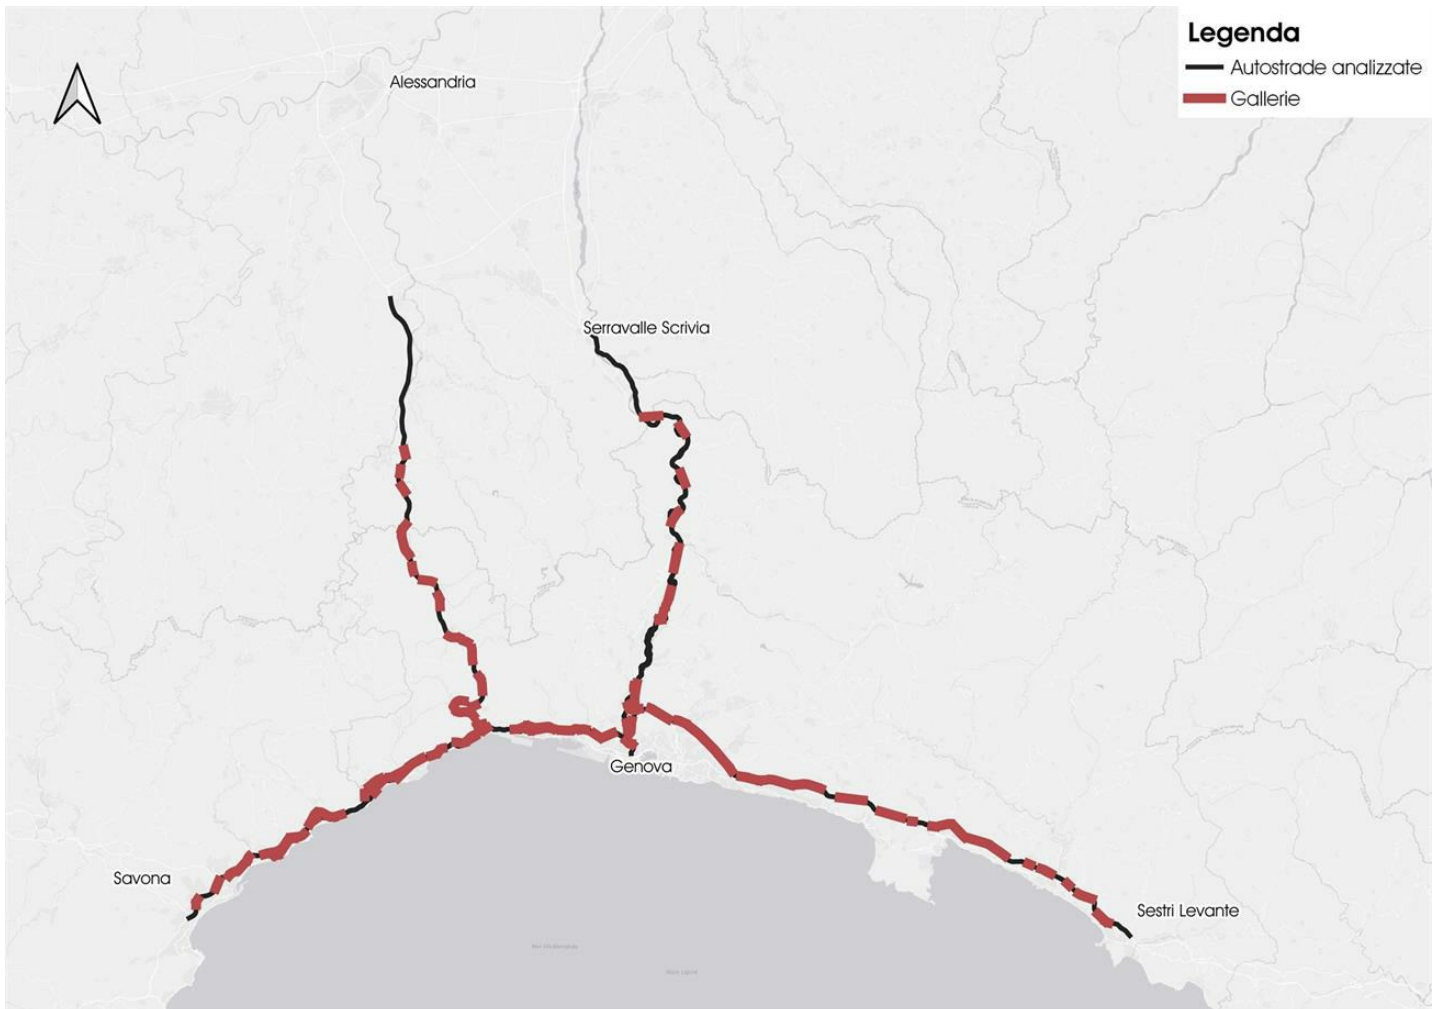 Legenda
Autostrade analizzate
Gallerie
Alessandria
Serravalle Scrivia
Genova
Savona
Sestri Levante